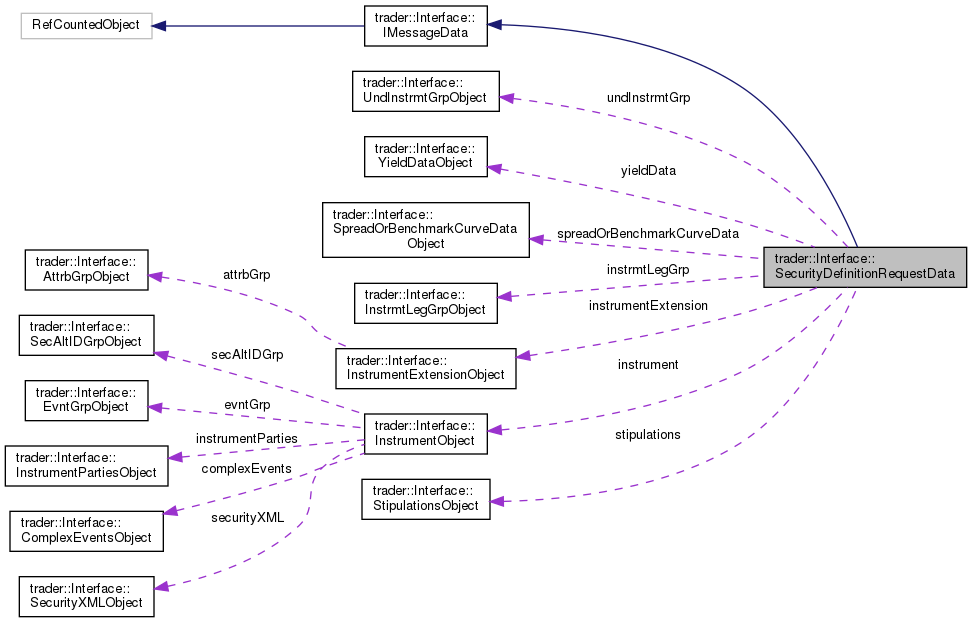 RefCountedObject
trader::Interface::
IMessageData
trader::Interface::
UndInstrmtGrpObject
undInstrmtGrp
trader::Interface::
YieldDataObject
yieldData
trader::Interface::
SpreadOrBenchmarkCurveData
Object
spreadOrBenchmarkCurveData
trader::Interface::
SecurityDefinitionRequestData
trader::Interface::
AttrbGrpObject
attrbGrp
trader::Interface::
InstrmtLegGrpObject
instrmtLegGrp
instrumentExtension
trader::Interface::
SecAltIDGrpObject
secAltIDGrp
trader::Interface::
InstrumentExtensionObject
instrument
trader::Interface::
EvntGrpObject
evntGrp
trader::Interface::
InstrumentObject
stipulations
trader::Interface::
InstrumentPartiesObject
instrumentParties
complexEvents
trader::Interface::
StipulationsObject
trader::Interface::
ComplexEventsObject
securityXML
trader::Interface::
SecurityXMLObject